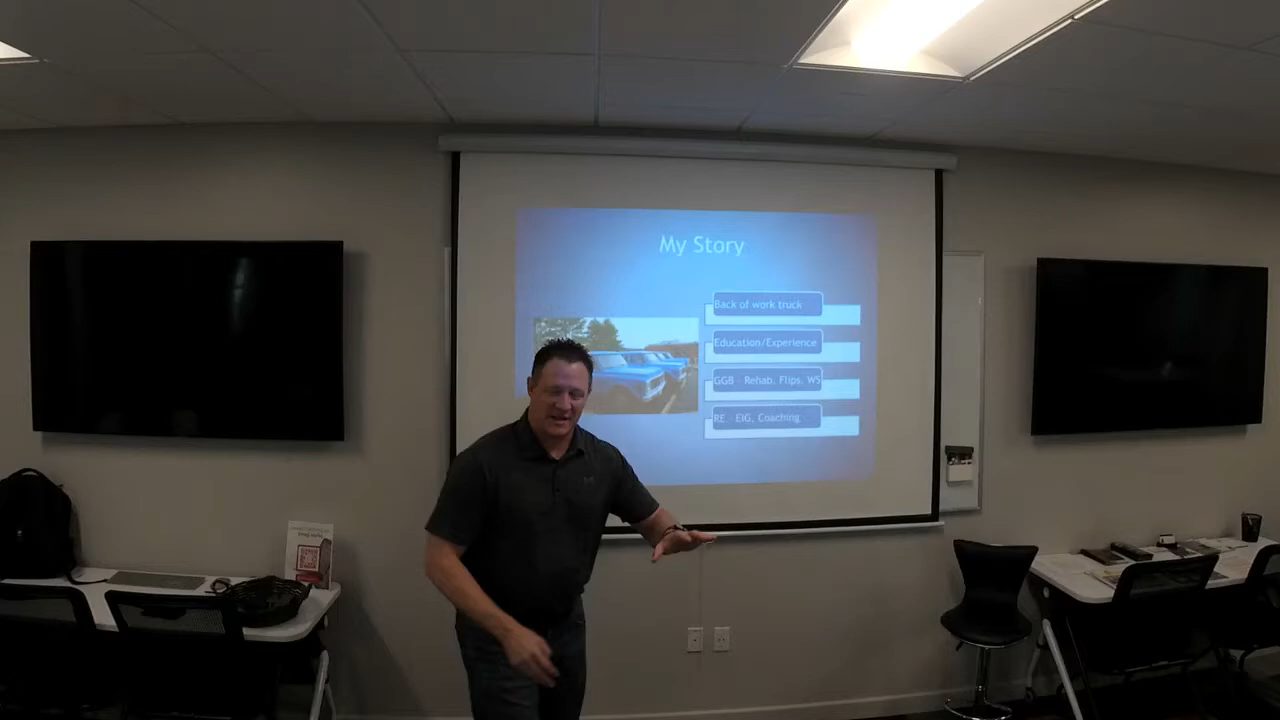 My Story
Back of work truck
Education/Experience
GGB - Rehab, Flips, WS
RE - EIG, Coaching